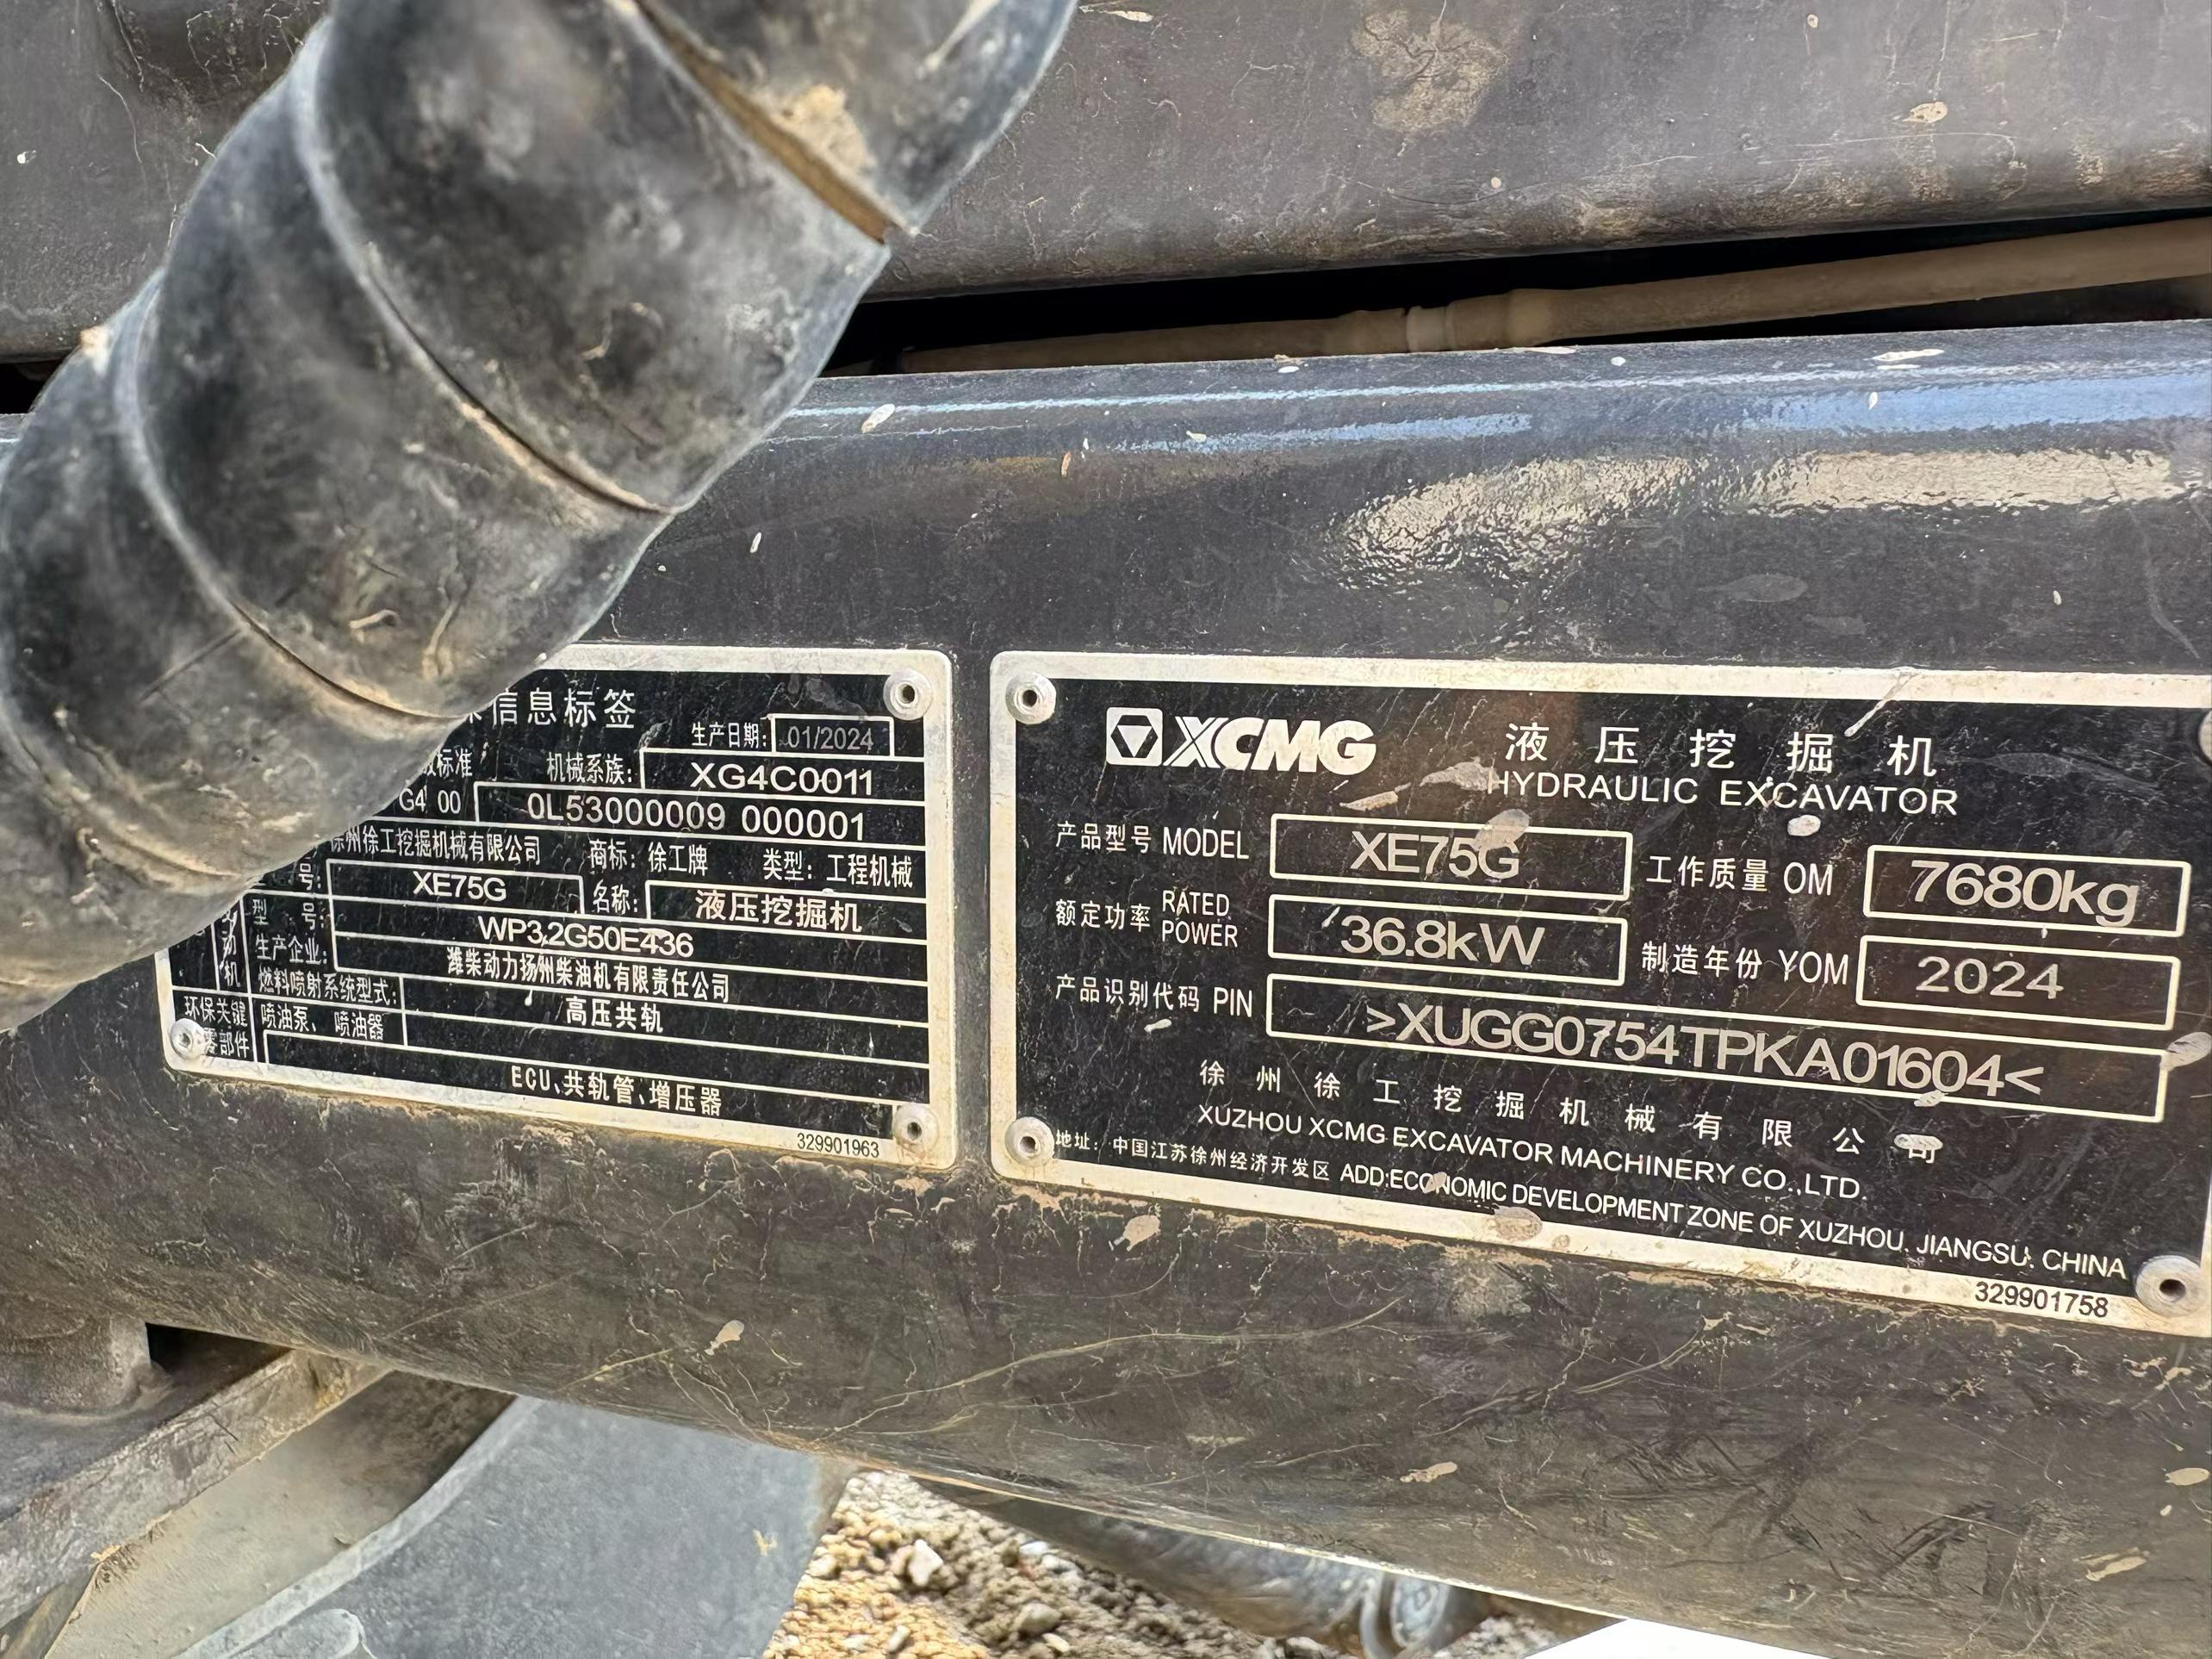 信息标签
生产日期: 01/2024
标准 机械系族: XG4C0011
G4 00 0L53000009 000001
徐州徐工挖掘机械有限公司 商标: 徐工牌 类型: 工程机械
号: XE75G 名称: 液压挖掘机
型 号: WP3.2G50E436
生产企业: 潍柴动力扬州柴油机有限责任公司
燃料喷射系统型式: 高压共轨
动机
环保关键零部件
喷油泵、喷油器
ECU、共轨管、增压器
329901963
XCMG 液压挖掘机
HYDRAULIC EXCAVATOR
产品型号 MODEL XE75G 工作质量 OM 7680kg
额定功率 RATED POWER 36.8kW 制造年份 YOM 2024
产品识别代码 PIN >XUGG0754TPKA01604<
徐州徐工挖掘机械有限公司
XUZHOU XCMG EXCAVATOR MACHINERY CO.,LTD.
地址: 中国江苏徐州经济开发区 ADD:ECONOMIC DEVELOPMENT ZONE OF XUZHOU. JIANGSU. CHINA
329901758